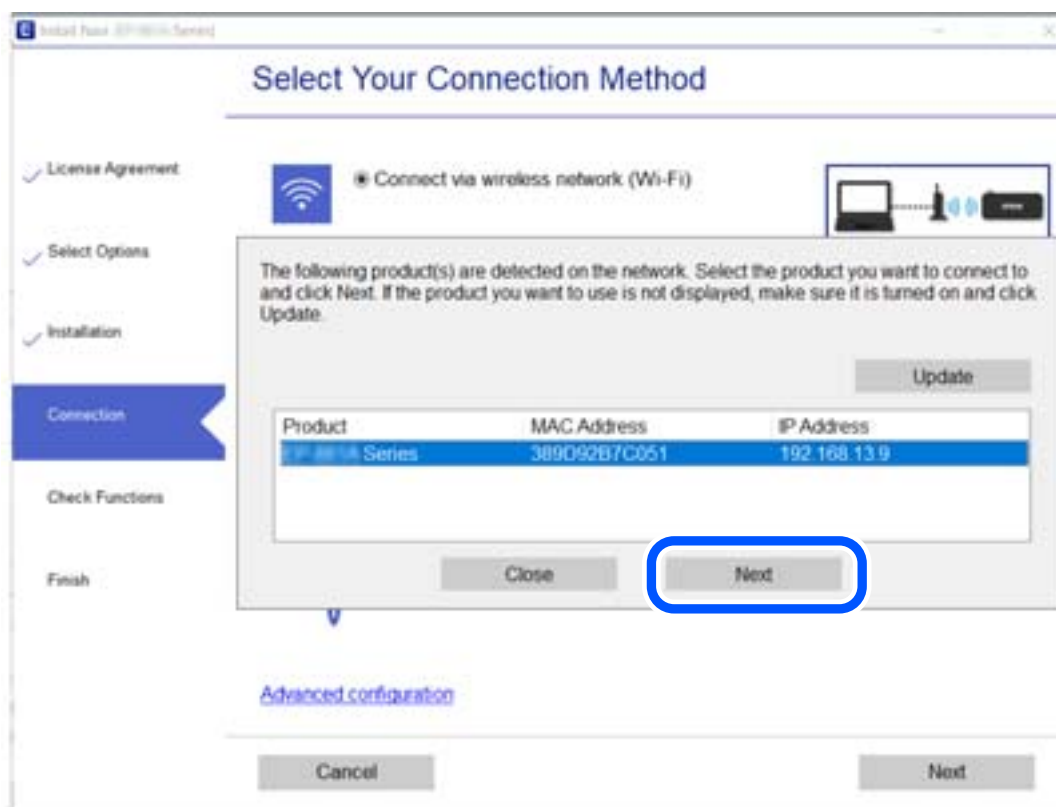 Install Navi
Select Your Connection Method
License Agreement
Select Options
Installation
Connection
Check Functions
Finish
Connect via wireless network (Wi-Fi)
The following product(s) are detected on the network. Select the product you want to connect to
and click Next. If the product you want to use is not displayed, make sure it is turned on and click
Update.
Update
Product MAC Address IP Address
Series 389D92B7C051 192.168.13.9
Close Next
Advanced configuration
Cancel Next